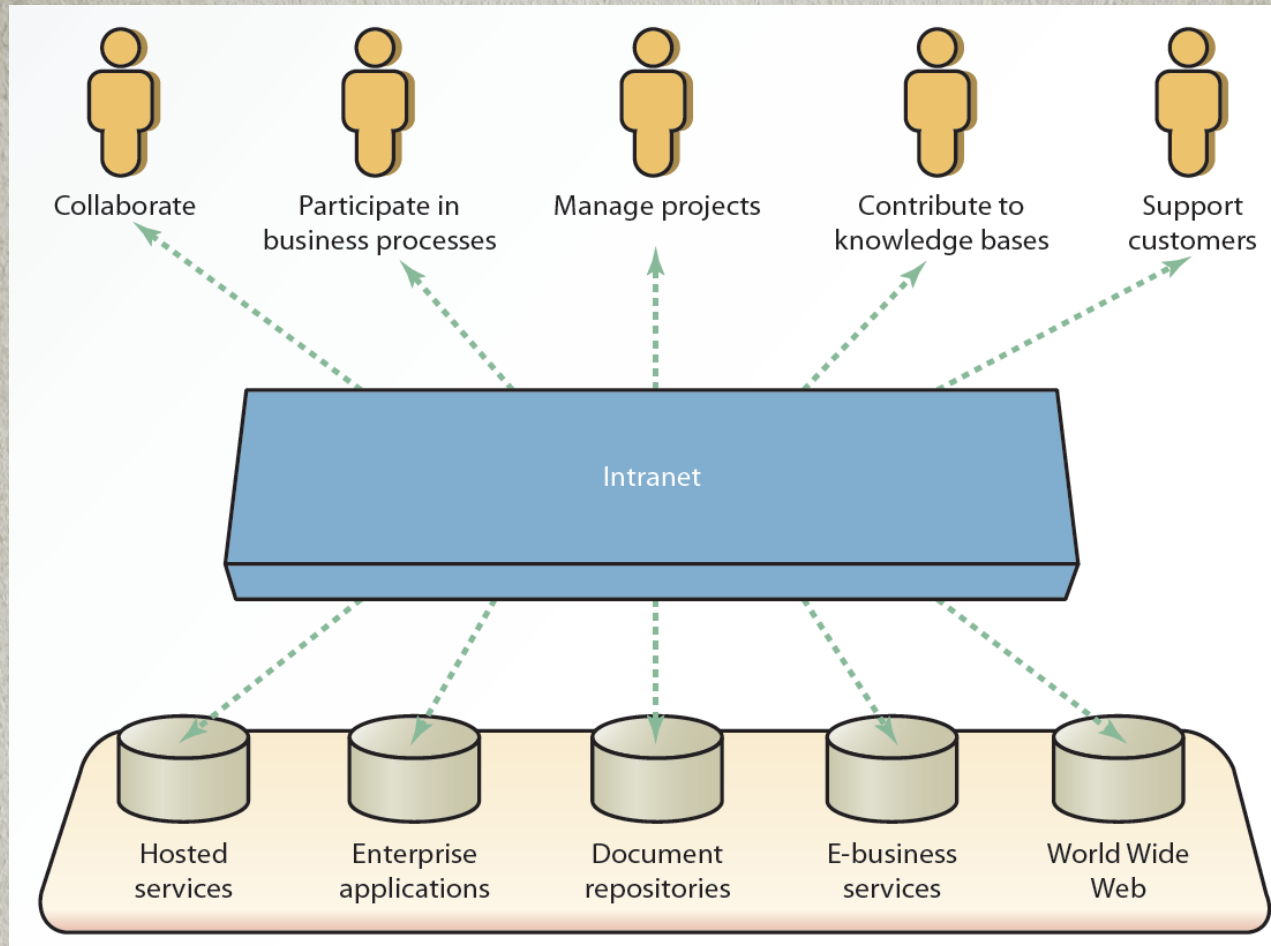 Collaborate
Participate in
business processes
Manage projects
Contribute to
knowledge bases
Support
customers
Intranet
Hosted
services
Enterprise
applications
Document
repositories
E-business
services
World Wide
Web